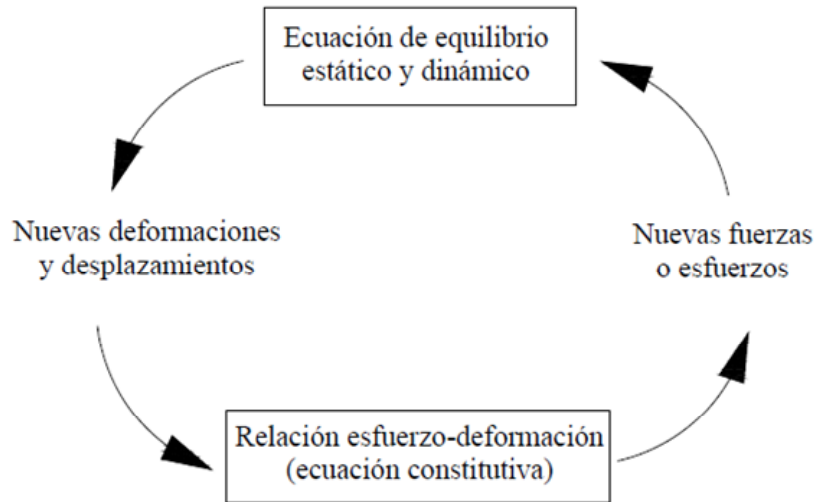 Ecuación de equilibrio
estático y dinámico
Nuevas deformaciones
y desplazamientos
Nuevas fuerzas
o esfuerzos
Relación esfuerzo-deformación
(ecuación constitutiva)